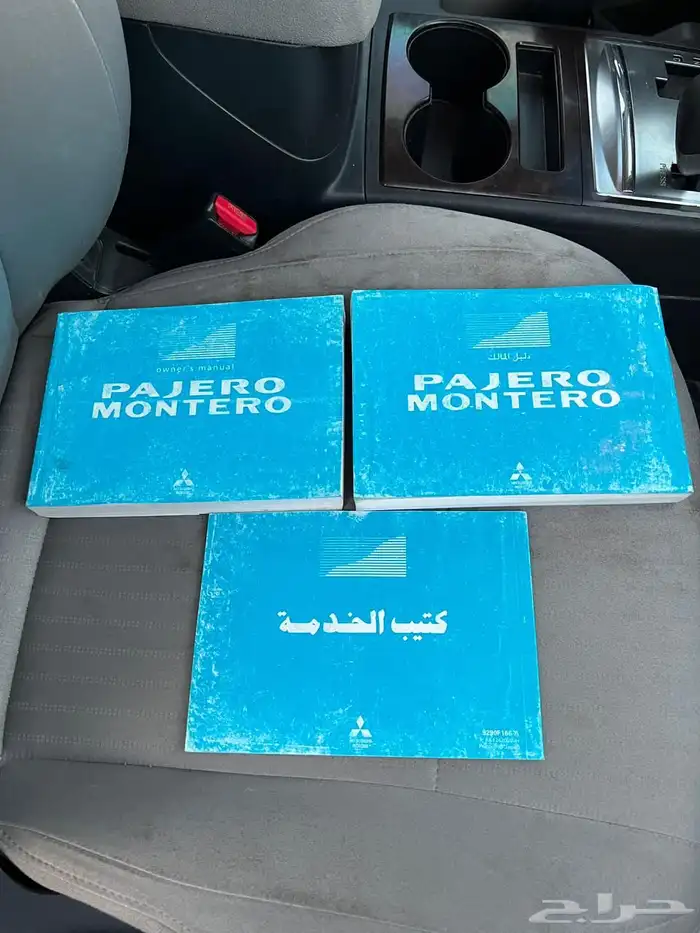 owner's manual
PAJERO
MONTERO
دليل المالك
PAJERO
MONTERO
كتيب الخدمة
حراج